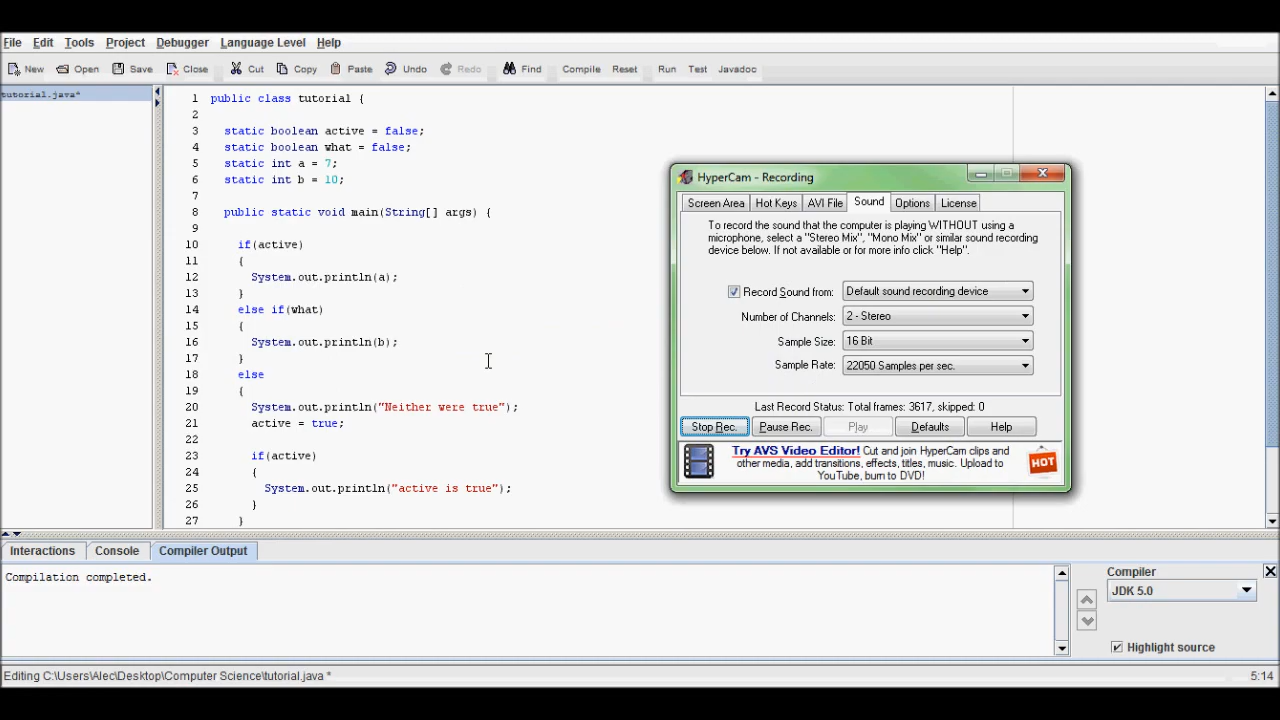 File Edit Tools Project Debugger Language Level Help
New Open Save Close Cut Copy Paste Undo Redo Find Compile Reset Run Test Javadoc
tutorial.java*
1 public class tutorial {
2
3 static boolean active = false;
4 static boolean what = false;
5 static int a = 7;
6 static int b = 10;
7
8 public static void main(String[] args) {
9
10 if(active)
11 {
12 System.out.println(a);
13 }
14 else if(what)
15 {
16 System.out.println(b);
17 }
18 else
19 {
20 System.out.println("Neither were true");
21 active = true;
22
23 if(active)
24 {
25 System.out.println("active is true");
26 }
27 }
HyperCam - Recording
Screen Area Hot Keys AVI File Sound Options License
To record the sound that the computer is playing WITHOUT using a
microphone, select a "Stereo Mix", "Mono Mix" or similar sound recording
device below. If not available or for more info click "Help".
Record Sound from: Default sound recording device
Number of Channels: 2 - Stereo
Sample Size: 16 Bit
Sample Rate: 22050 Samples per sec.
Last Record Status: Total frames: 3617, skipped: 0
Stop Rec. Pause Rec. Play Defaults Help
Try AVS Video Editor! Cut and join HyperCam clips and
other media, add transitions, effects, titles, music. Upload to
YouTube, burn to DVD!
HOT
Interactions Console Compiler Output
Compilation completed.
Compiler
JDK 5.0
Highlight source
Editing C:\Users\Alec\Desktop\Computer Science\tutorial.java * 5:14